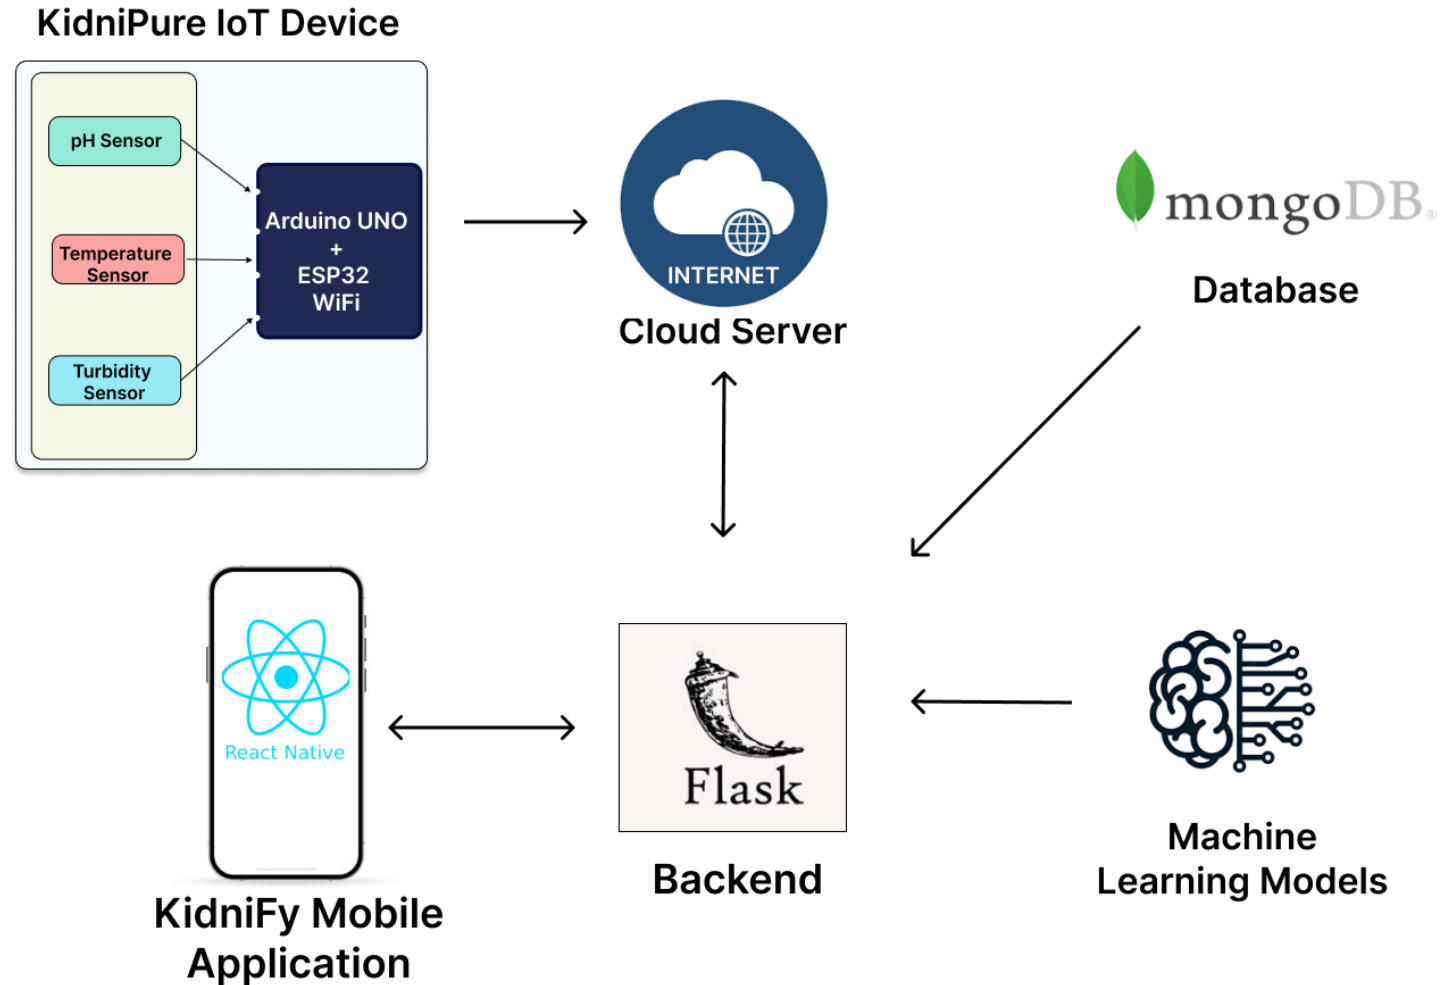 KidniPure IoT Device
pH Sensor
Temperature
Sensor
Turbidity
Sensor
Arduino UNO
+
ESP32
WiFi
INTERNET
Cloud Server
mongoDB®
Database
React Native
KidniFy Mobile
Application
Flask
Backend
Machine
Learning Models